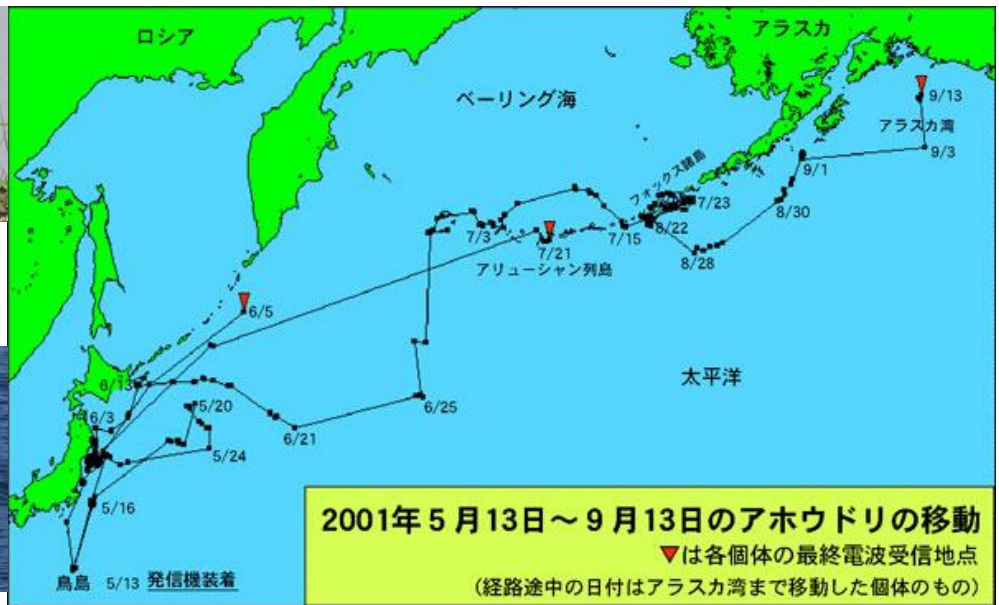 ロシア
アラスカ
ベーリング海
9/13
アラスカ湾
9/3
フォックス諸島
9/1
7/23
8/30
7/3
7/15
8/22
7/21
8/28
アリューシャン列島
6/5
太平洋
6/13
5/20
6/25
6/3
6/21
5/24
5/16
2001年5月13日～9月13日のアホウドリの移動
▼は各個体の最終電波受信地点
鳥島 5/13 発信機装着
(経路途中の日付はアラスカ湾まで移動した個体のもの)